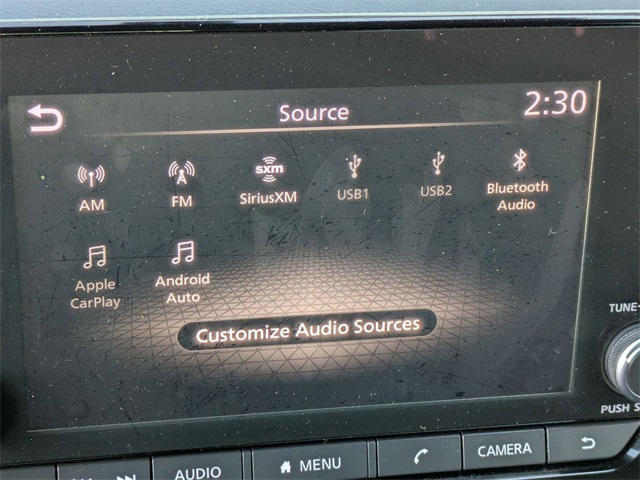 Source
2:30
AM
FM
sxm
SiriusXM
USB1
USB2
Bluetooth
Audio
Apple
CarPlay
Android
Auto
Customize Audio Sources
TUNE
PUSH
AUDIO
MENU
CAMERA